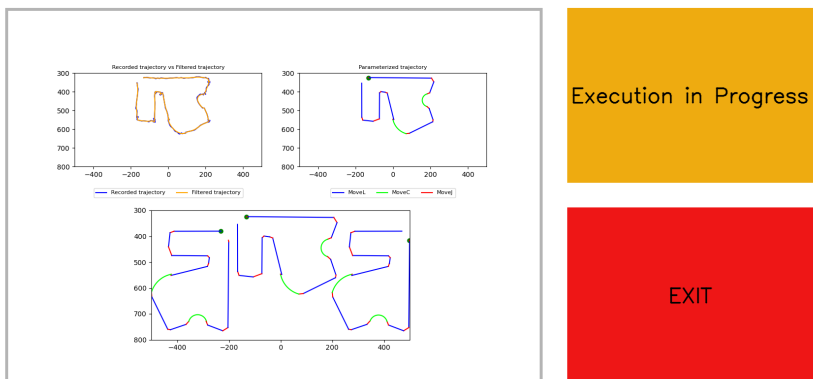 Recorded trajectory vs Filtered trajectory
300
400
500
600
700
800
−400 −200 0 200 400
Recorded trajectory Filtered trajectory
Parameterized trajectory
300
400
500
600
700
800
−400 −200 0 200 400
MoveL MoveC MoveJ
300
400
500
600
700
800
−400 −200 0 200 400
Execution in Progress
EXIT